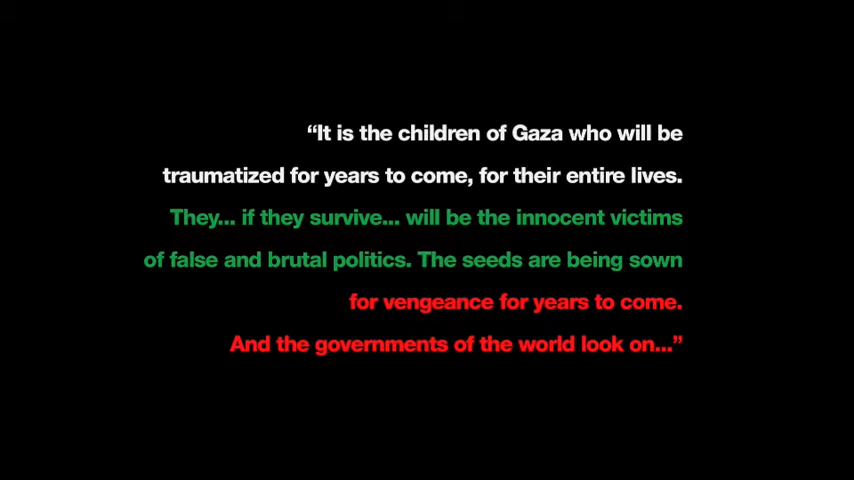 “It is the children of Gaza who will be
traumatized for years to come, for their entire lives.
They... if they survive... will be the innocent victims
of false and brutal politics. The seeds are being sown
for vengeance for years to come.
And the governments of the world look on...”